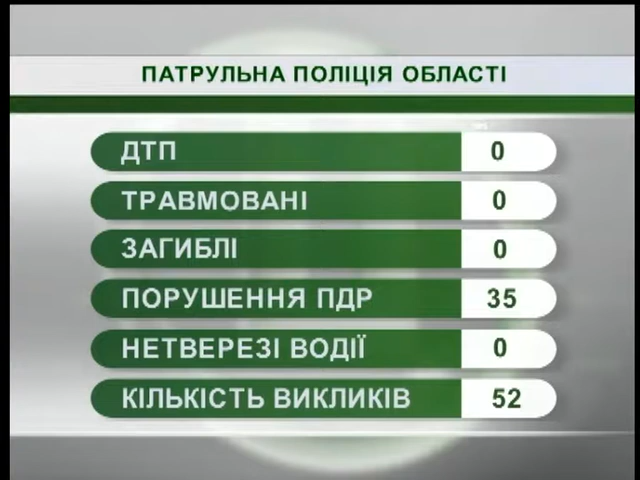 ПАТРУЛЬНА ПОЛІЦІЯ ОБЛАСТІ
ДТП 0
ТРАВМОВАНІ 0
ЗАГИБЛІ 0
ПОРУШЕННЯ ПДР 35
НЕТВЕРЕЗІ ВОДІЇ 0
КІЛЬКІСТЬ ВИКЛИКІВ 52